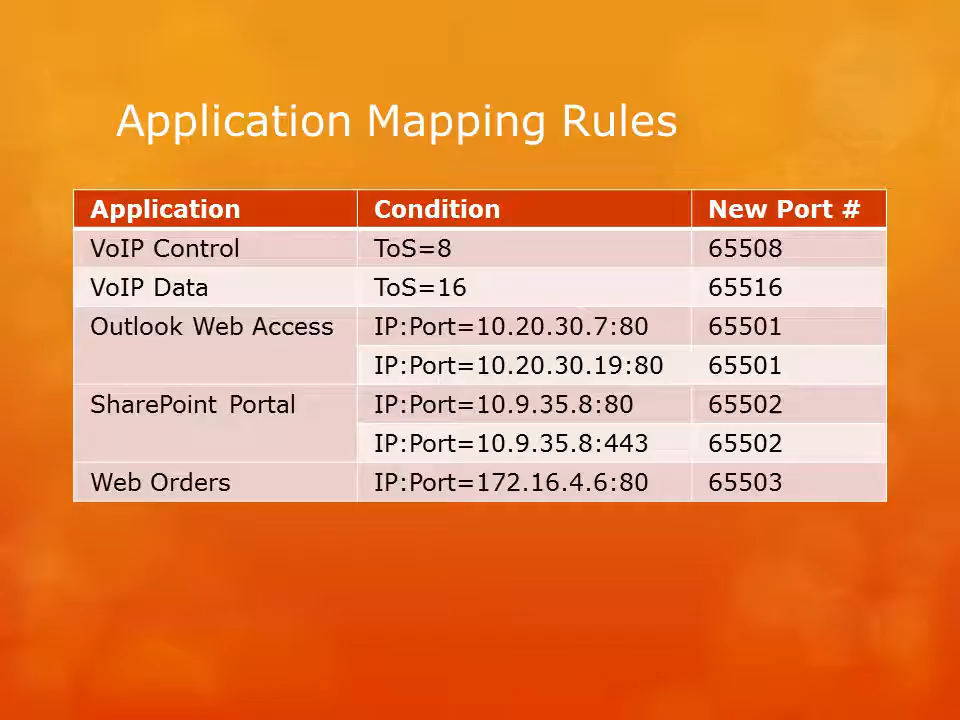 Application Mapping Rules
Application Condition New Port #
VoIP Control ToS=8 65508
VoIP Data ToS=16 65516
Outlook Web Access IP:Port=10.20.30.7:80 65501
IP:Port=10.20.30.19:80 65501
SharePoint Portal IP:Port=10.9.35.8:80 65502
IP:Port=10.9.35.8:443 65502
Web Orders IP:Port=172.16.4.6:80 65503